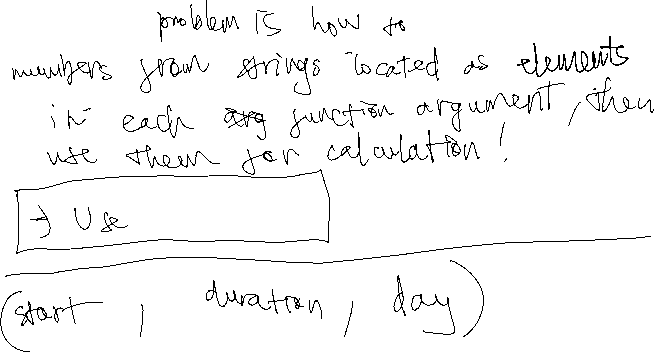 problem is how to
numbers from strings located as elements
in each arg function argument, then
use them for calculation!
→ Use
(start , duration, day)